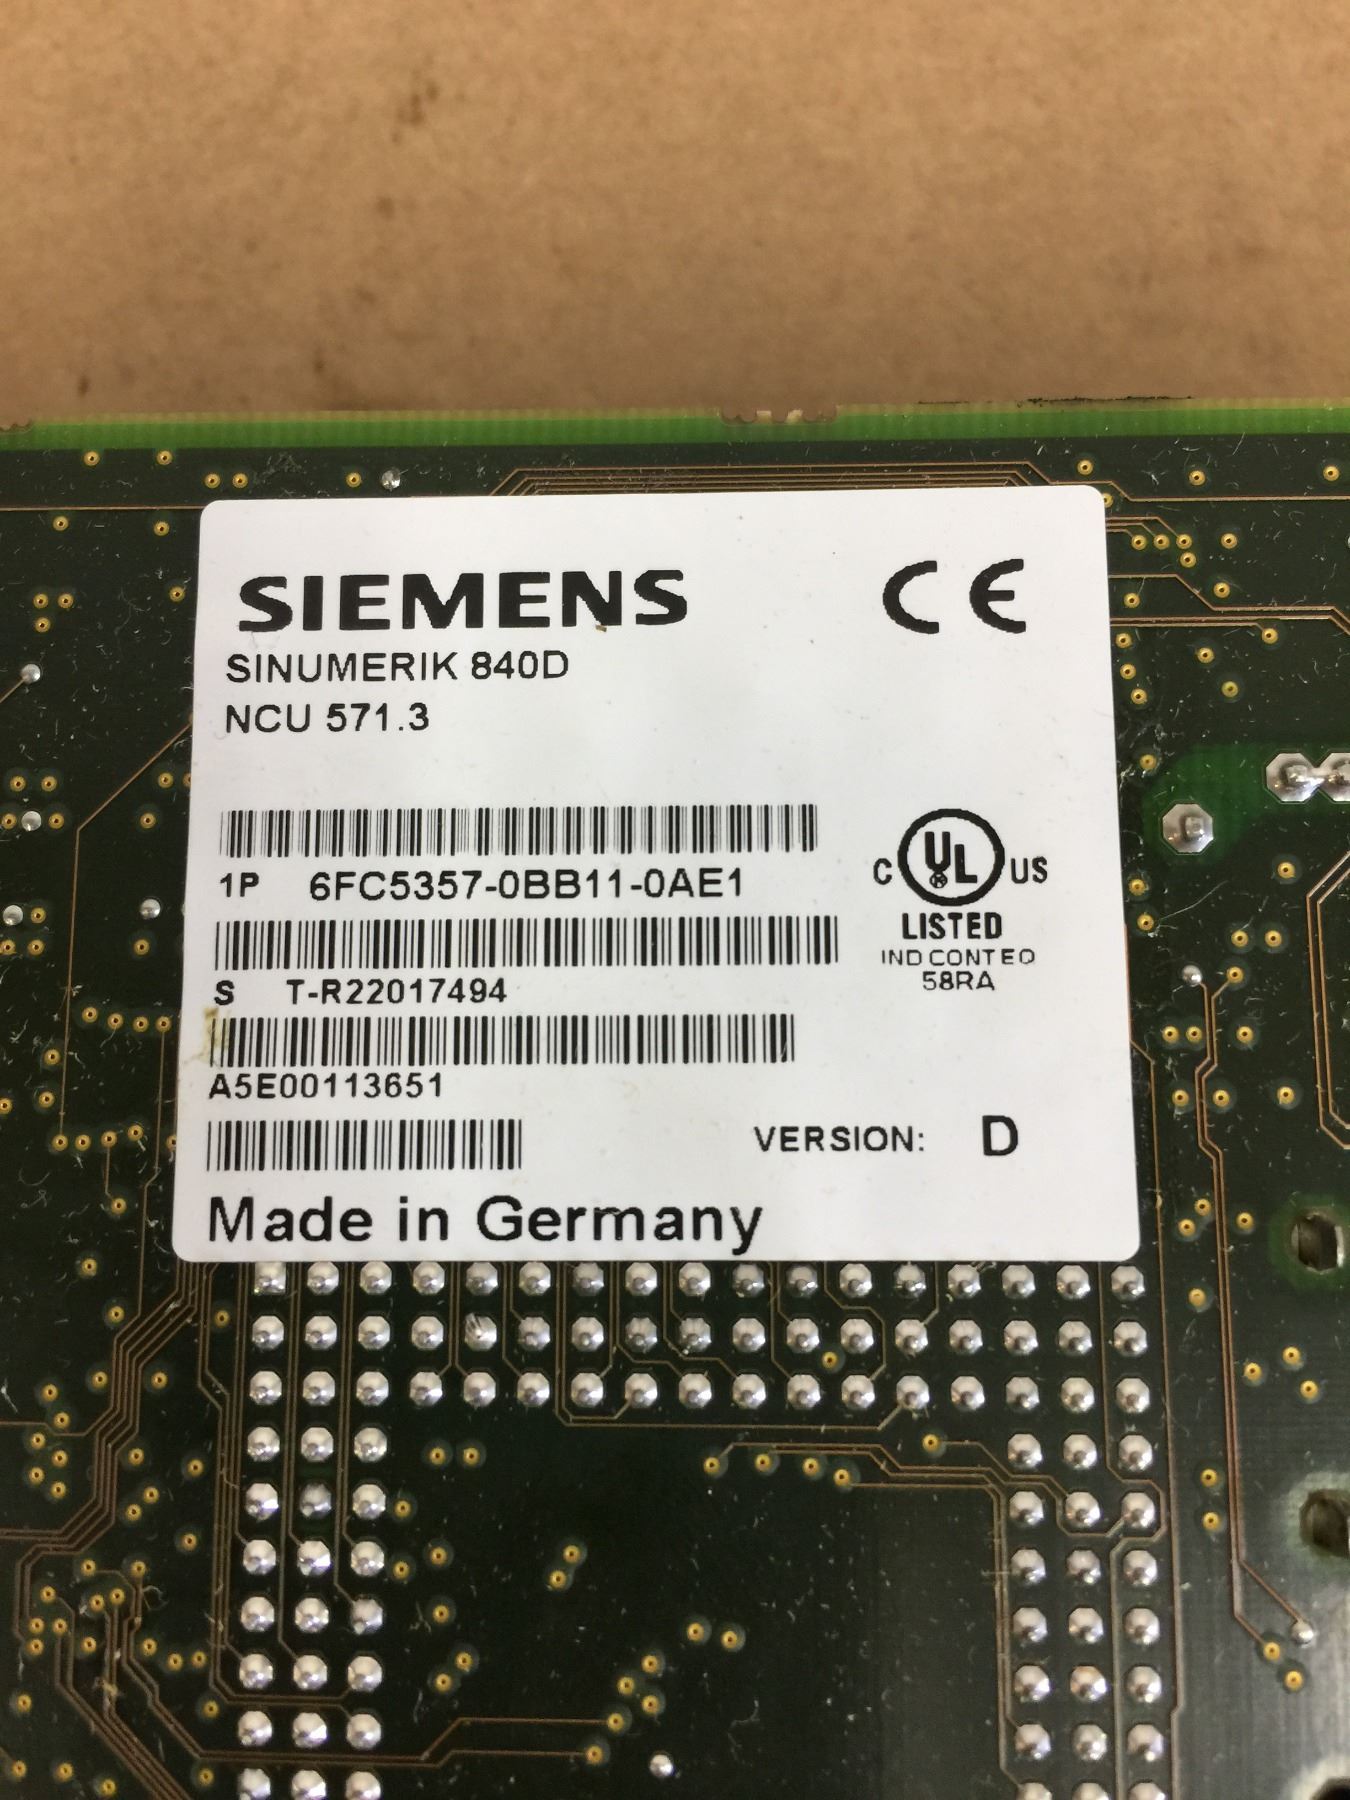 SIEMENS CE
SINUMERIK 840D
NCU 571.3
1P 6FC5357-0BB11-0AE1
C UL US
LISTED
IND CONT EQ
58RA
S T-R22017494
A5E00113651
VERSION: D
Made in Germany